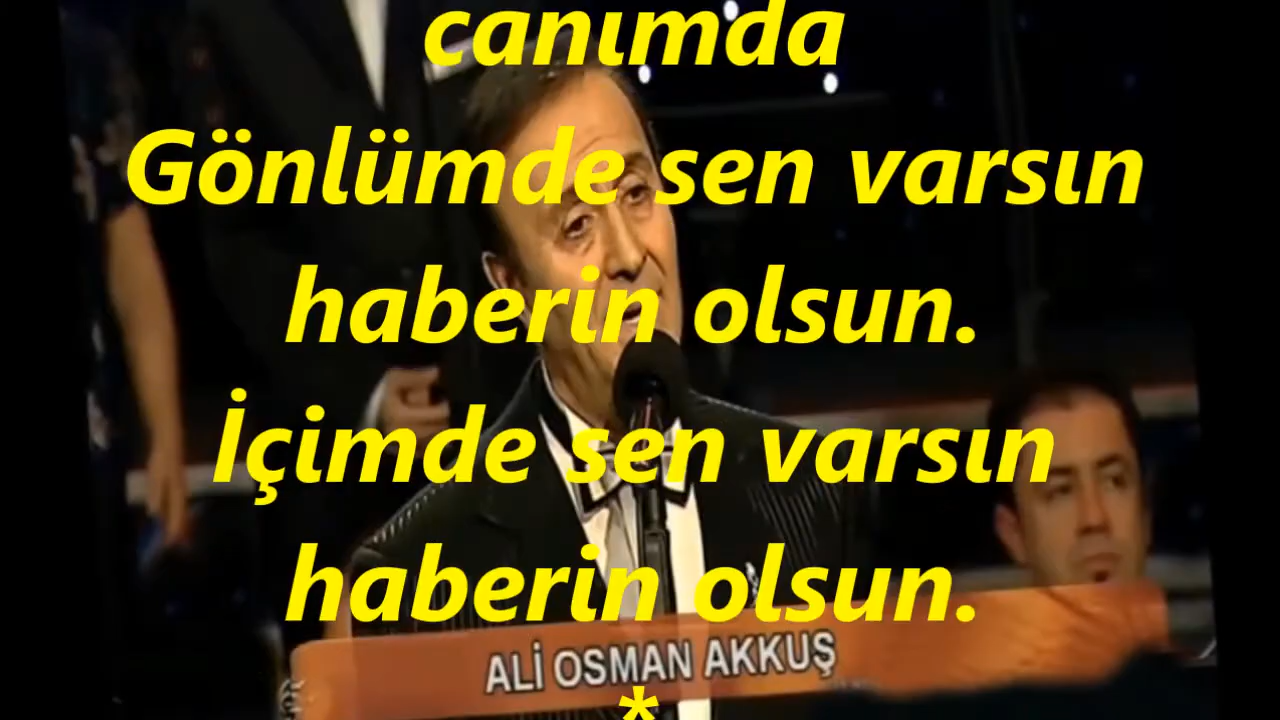 canımda
Gönlümde sen varsın
haberin olsun.
İçimde sen varsın
haberin olsun.
ALİ OSMAN AKKUŞ
*